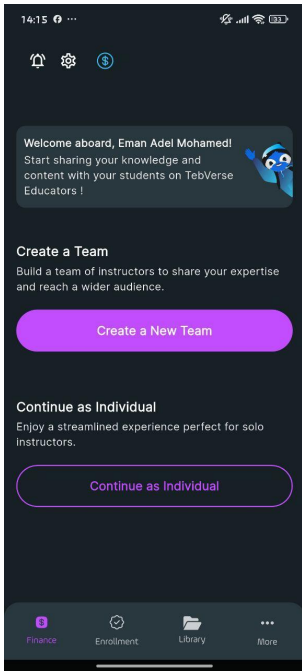 14:15
Welcome aboard, Eman Adel Mohamed!
Start sharing your knowledge and
content with your students on TebVerse
Educators !
Create a Team
Build a team of instructors to share your expertise
and reach a wider audience.
Create a New Team
Continue as Individual
Enjoy a streamlined experience perfect for solo
instructors.
Continue as Individual
Finance Enrollment Library More